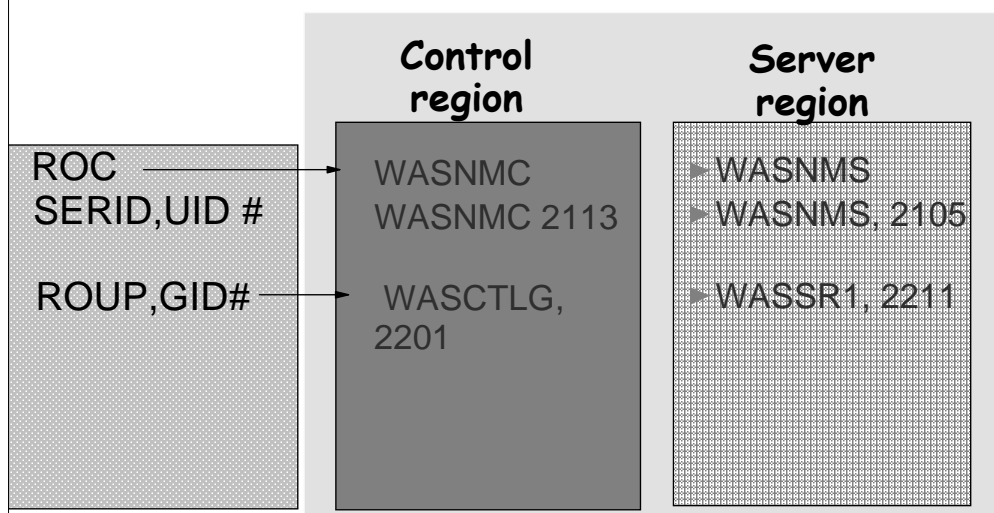 Control
region
Server
region
ROC
SERID,UID #
ROUP,GID#
WASNMC
WASNMC 2113
WASCTLG,
2201
WASNMS
WASNMS, 2105
WASSR1, 2211